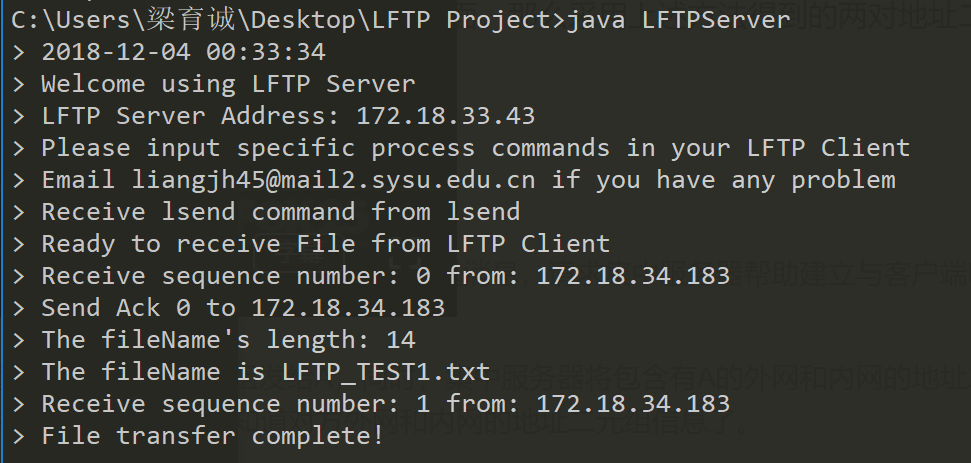 C:\Users\梁育诚\Desktop\LFTP Project>java LFTPServer
> 2018-12-04 00:33:34
> Welcome using LFTP Server
> LFTP Server Address: 172.18.33.43
> Please input specific process commands in your LFTP Client
> Email liangjh45@mail2.sysu.edu.cn if you have any problem
> Receive lsend command from lsend
> Ready to receive File from LFTP Client
> Receive sequence number: 0 from: 172.18.34.183
> Send Ack 0 to 172.18.34.183
> The fileName's length: 14
> The fileName is LFTP_TEST1.txt
> Receive sequence number: 1 from: 172.18.34.183
> File transfer complete!